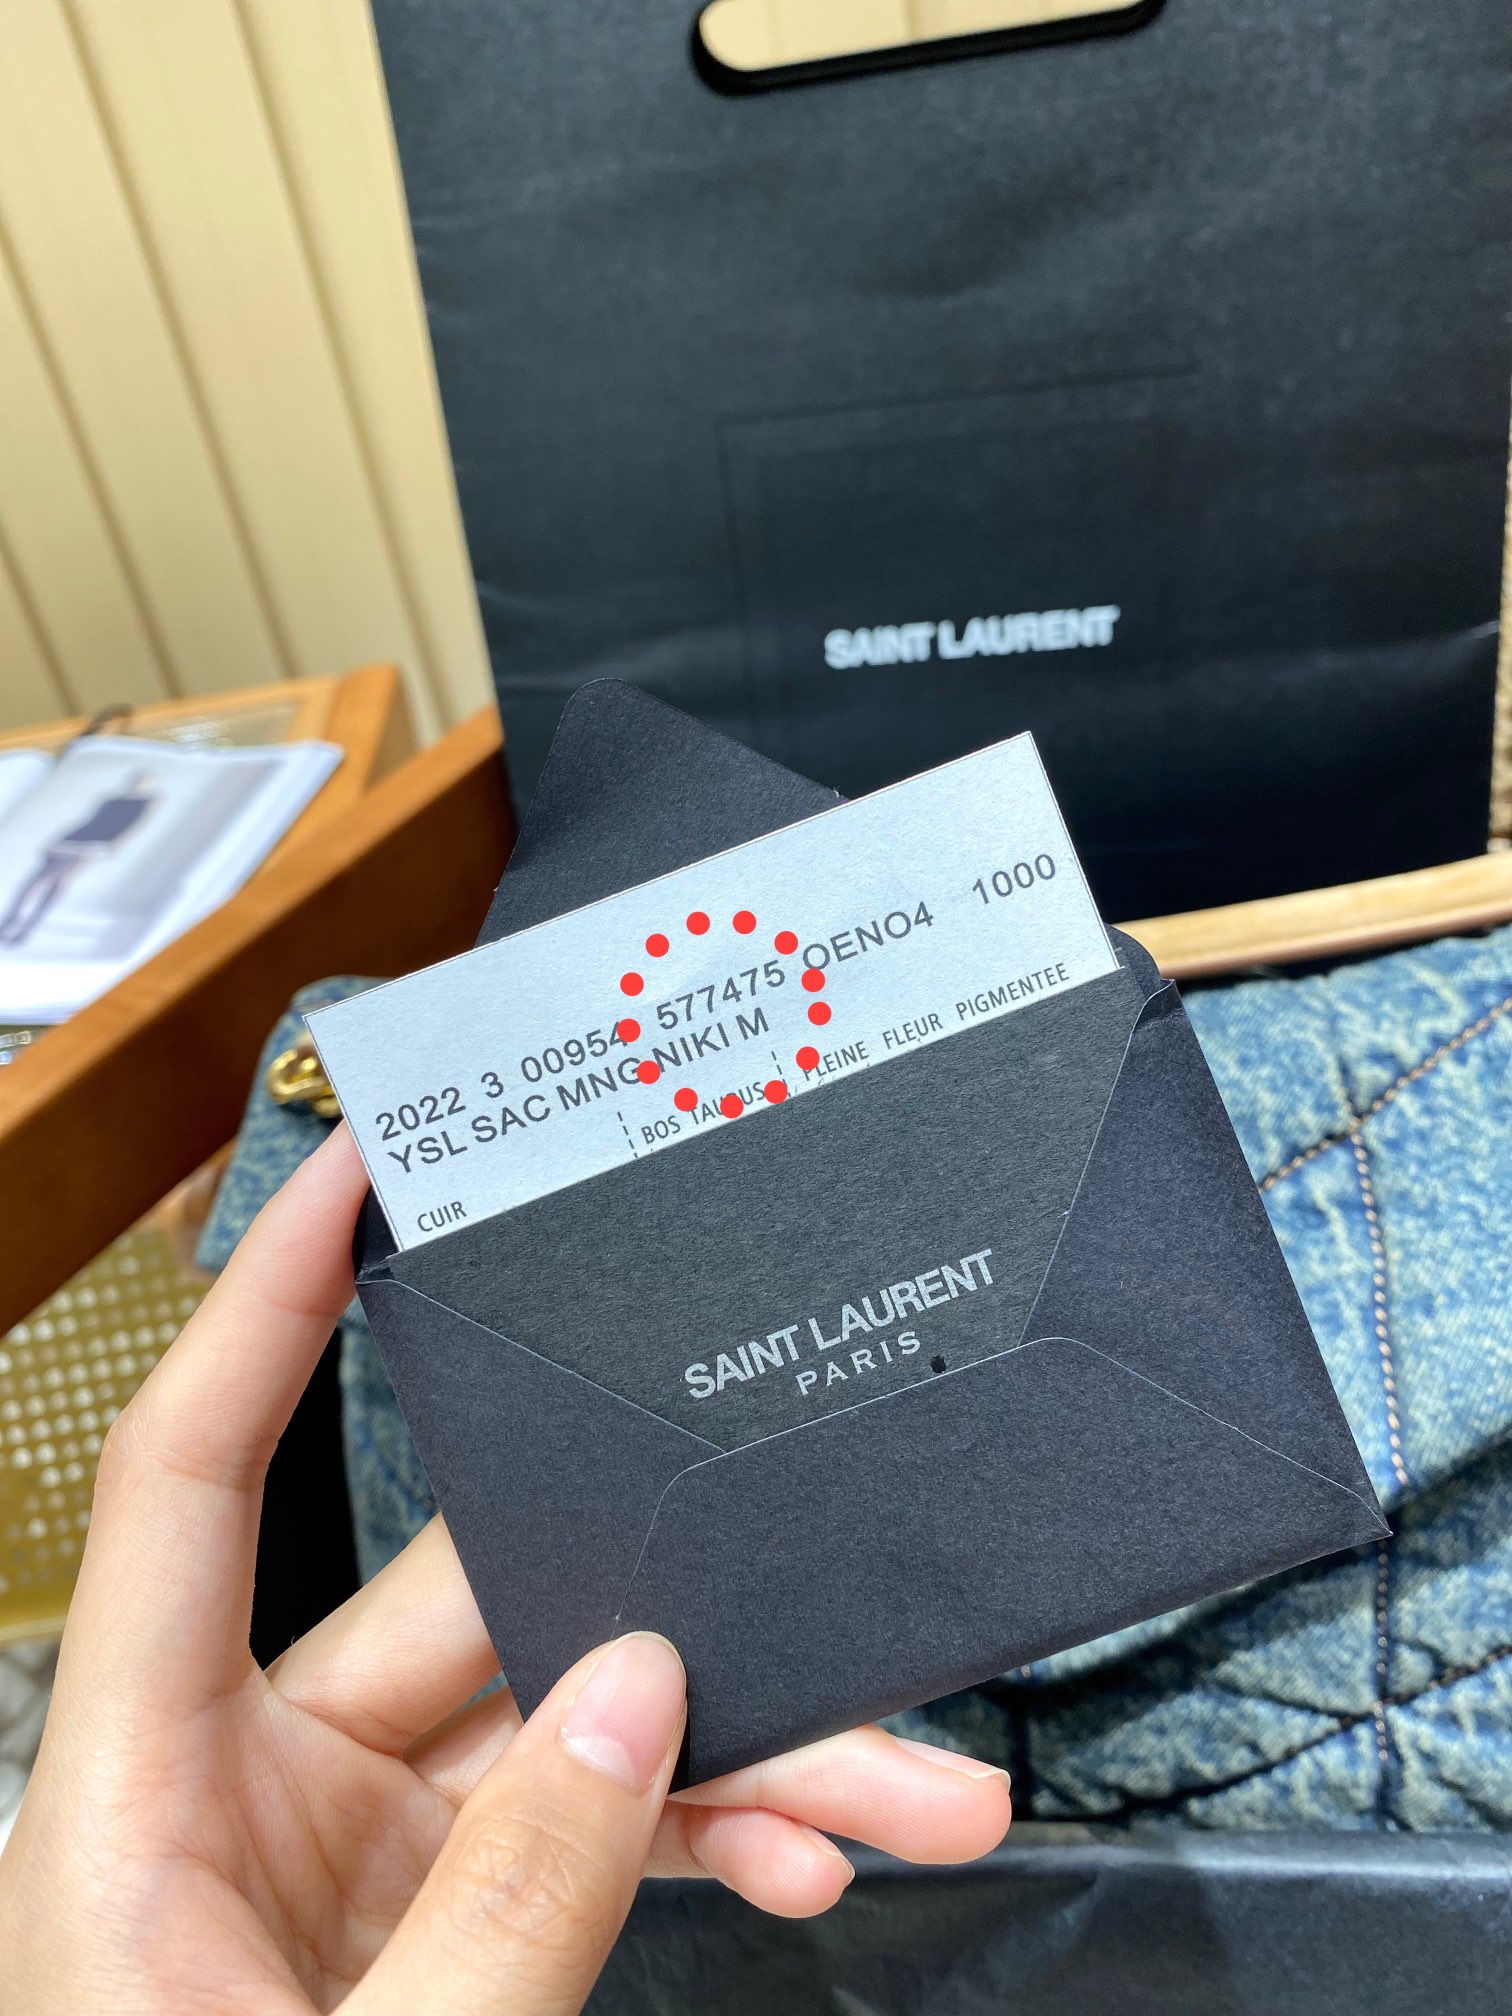 SAINT LAURENT
2022 3 00954 577475 OENO4 1000
YSL SAC MNG NIKI M
CUIR BOS TAURUS PLEINE FLEUR PIGMENTEE
SAINT LAURENT
PARIS